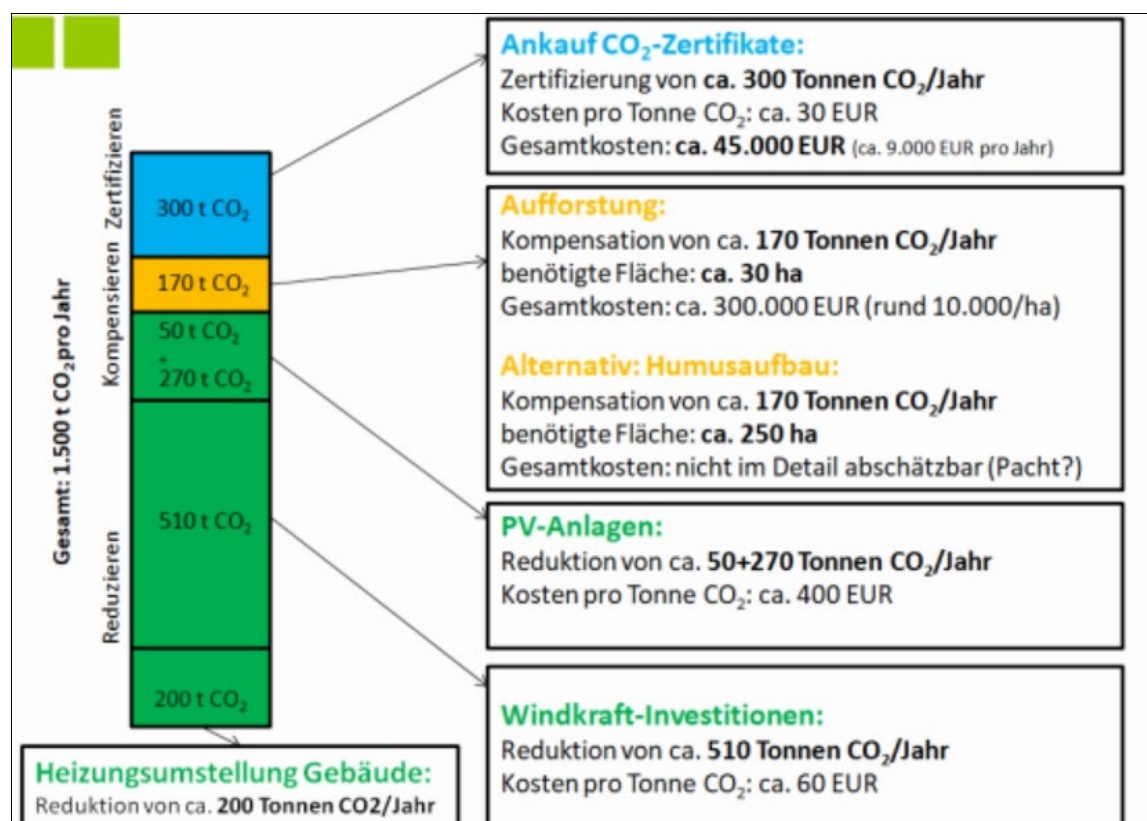 Ankauf CO₂-Zertifikate:
Zertifizierung von ca. 300 Tonnen CO₂/Jahr
Kosten pro Tonne CO₂: ca. 30 EUR
Gesamtkosten: ca. 45.000 EUR (ca. 9.000 EUR pro Jahr)
Aufforstung:
Kompensation von ca. 170 Tonnen CO₂/Jahr
benötigte Fläche: ca. 30 ha
Gesamtkosten: ca. 300.000 EUR (rund 10.000/ha)
Alternativ: Humusaufbau:
Kompensation von ca. 170 Tonnen CO₂/Jahr
benötigte Fläche: ca. 250 ha
Gesamtkosten: nicht im Detail abschätzbar (Pacht?)
PV-Anlagen:
Reduktion von ca. 50+270 Tonnen CO₂/Jahr
Kosten pro Tonne CO₂: ca. 400 EUR
Windkraft-Investitionen:
Reduktion von ca. 510 Tonnen CO₂/Jahr
Kosten pro Tonne CO₂: ca. 60 EUR
Heizungsumstellung Gebäude:
Reduktion von ca. 200 Tonnen CO2/Jahr
Gesamt: 1.500 t CO₂ pro Jahr
Zertifizieren
Kompensieren
Reduzieren
300 t CO₂
170 t CO₂
50 t CO₂
+
270 t CO₂
510 t CO₂
200 t CO₂